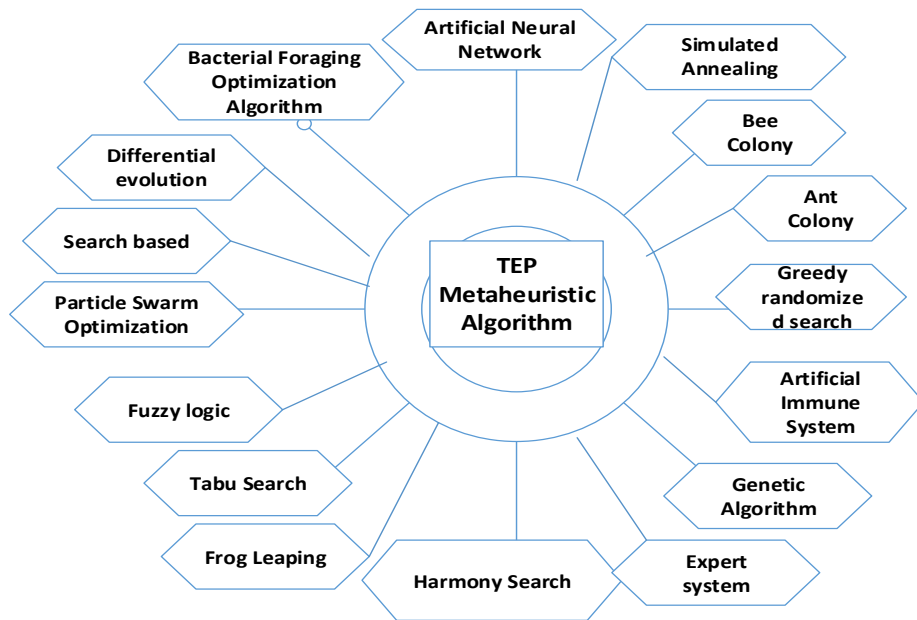 Artificial Neural
Network
Simulated
Annealing
Bee
Colony
Ant
Colony
Greedy
randomize
d search
Artificial
Immune
System
Genetic
Algorithm
Expert
system
Harmony Search
Frog Leaping
Tabu Search
Fuzzy logic
Particle Swarm
Optimization
Search based
Differential
evolution
Bacterial Foraging
Optimization
Algorithm
TEP
Metaheuristic
Algorithm